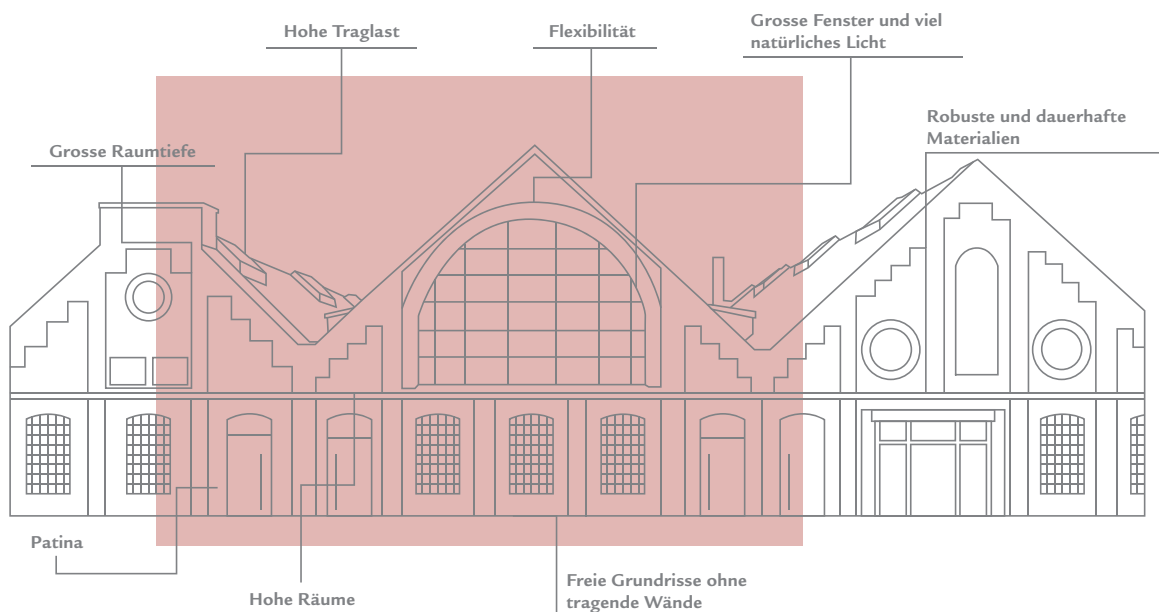 Hohe Traglast
Flexibilität
Grosse Fenster und viel
natürliches Licht
Robuste und dauerhafte
Materialien
Grosse Raumtiefe
Patina
Hohe Räume
Freie Grundrisse ohne
tragende Wände